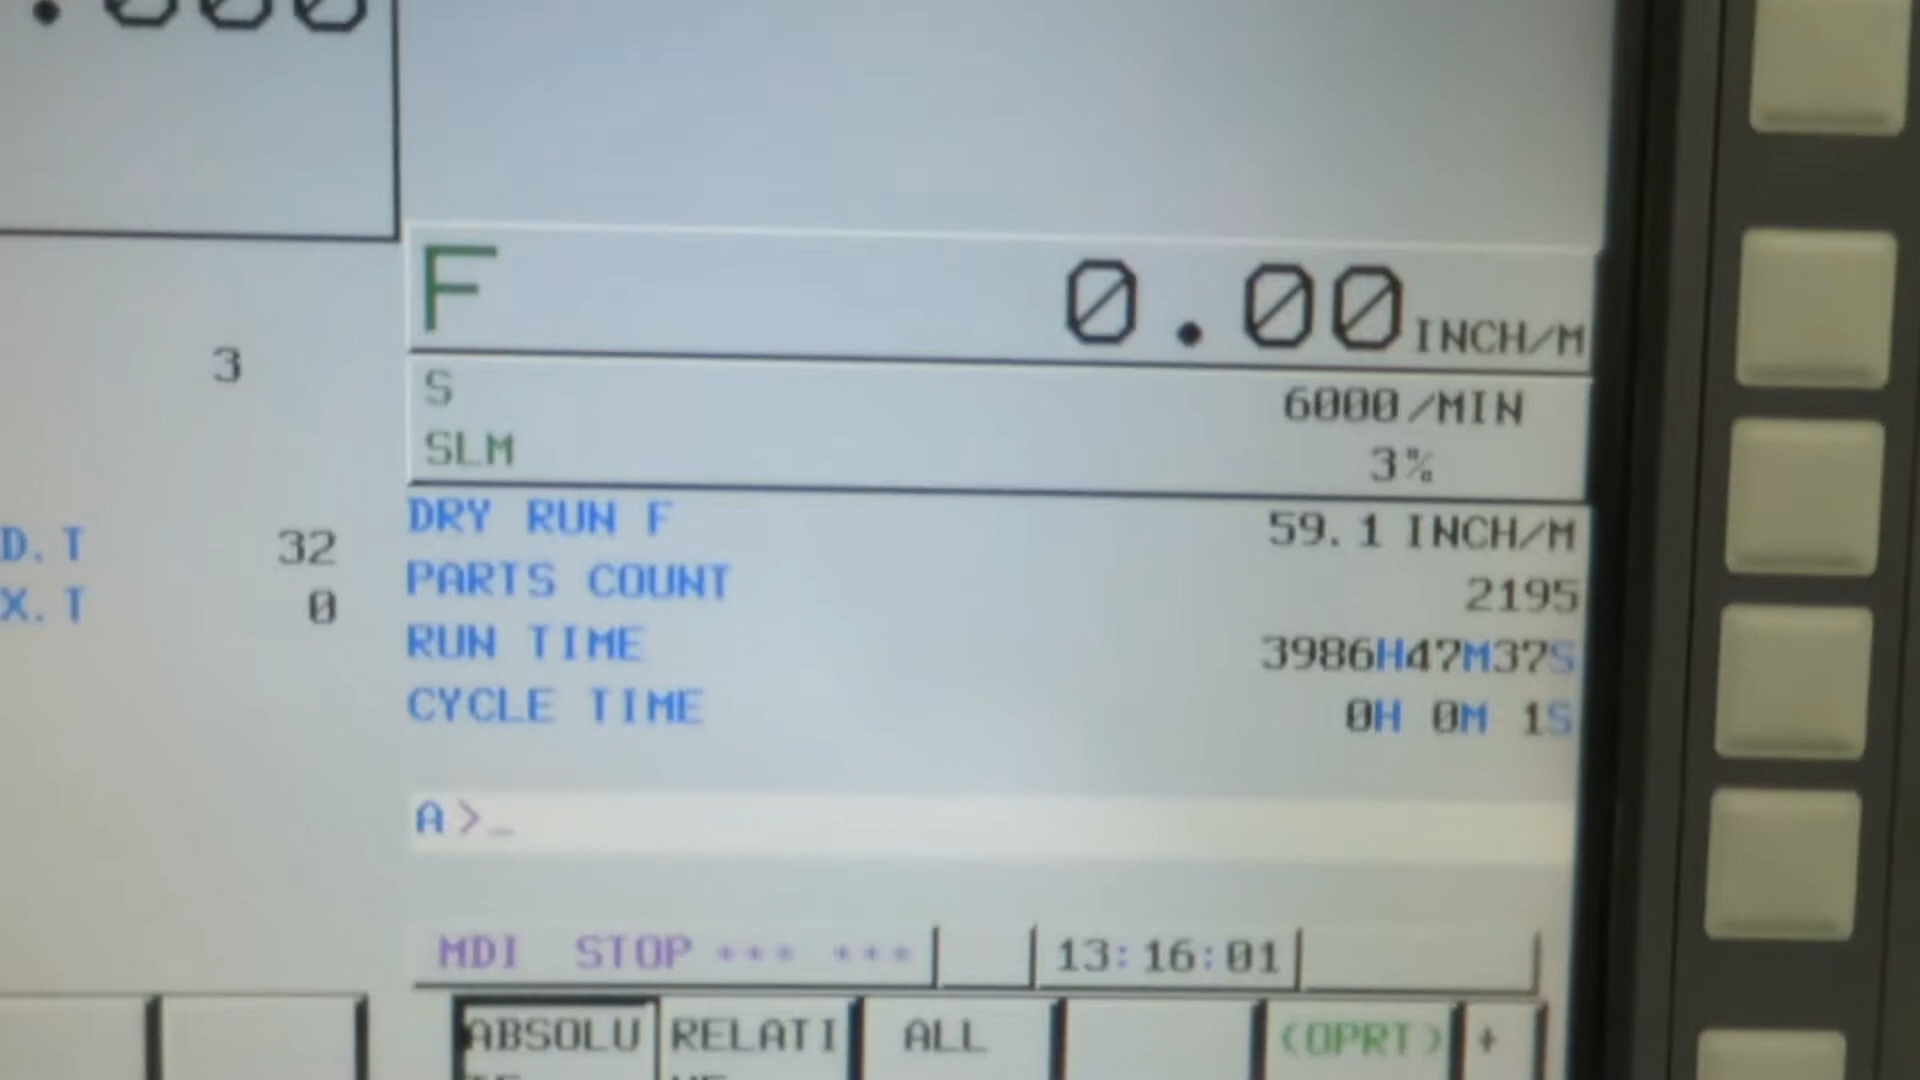 .000
F 0.00 INCH/M
3
S 6000/MIN
SLM 3%
DRY RUN F 59.1 INCH/M
D.T 32
PARTS COUNT 2195
X.T 0
RUN TIME 3986H47M37S
CYCLE TIME 0H 0M 1S
A>_
MDI STOP *** *** 13:16:01
ABSOLU RELATI ALL (OPRT) +